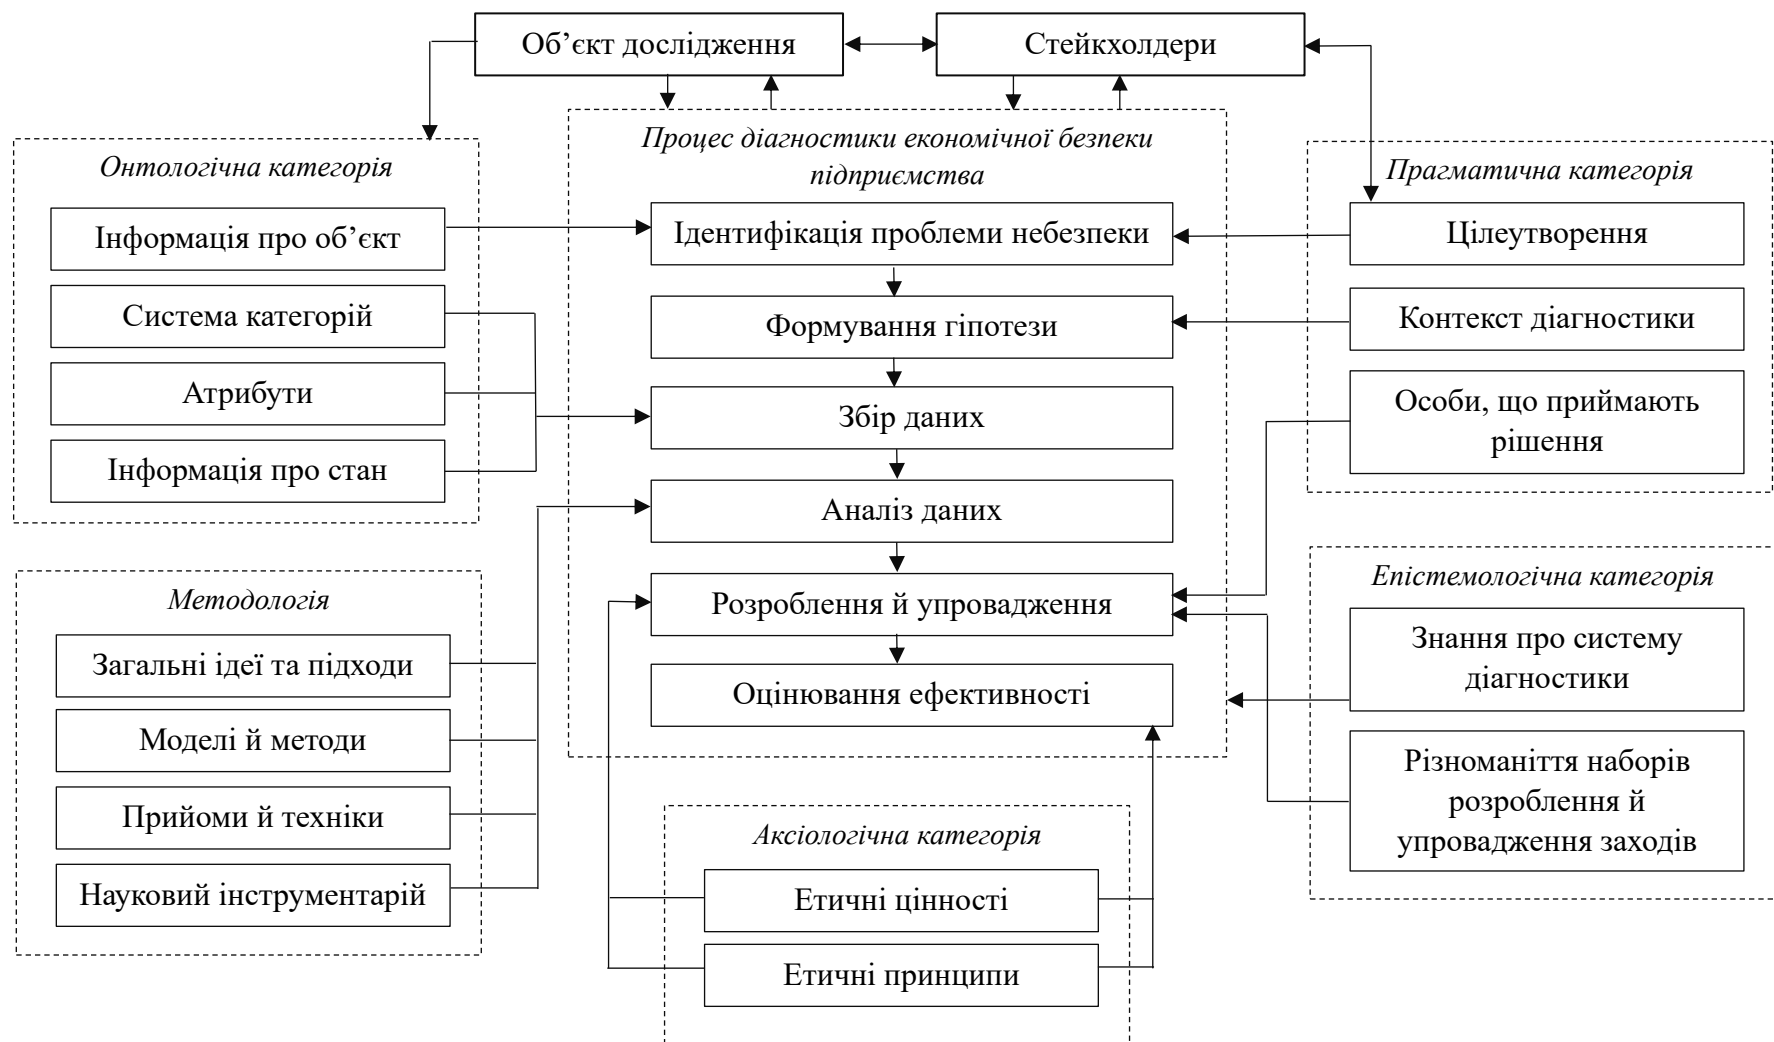 Об’єкт дослідження
Стейкхолдери
Онтологічна категорія
Інформація про об’єкт
Система категорій
Атрибути
Інформація про стан
Методологія
Загальні ідеї та підходи
Моделі й методи
Прийоми й техніки
Науковий інструментарій
Процес діагностики економічної безпеки
підприємства
Ідентифікація проблеми небезпеки
Формування гіпотези
Збір даних
Аналіз даних
Розроблення й упровадження
Оцінювання ефективності
Аксіологічна категорія
Етичні цінності
Етичні принципи
Прагматична категорія
Цілеутворення
Контекст діагностики
Особи, що приймають
рішення
Епістемологічна категорія
Знання про систему
діагностики
Різноманіття наборів
розроблення й
упровадження заходів